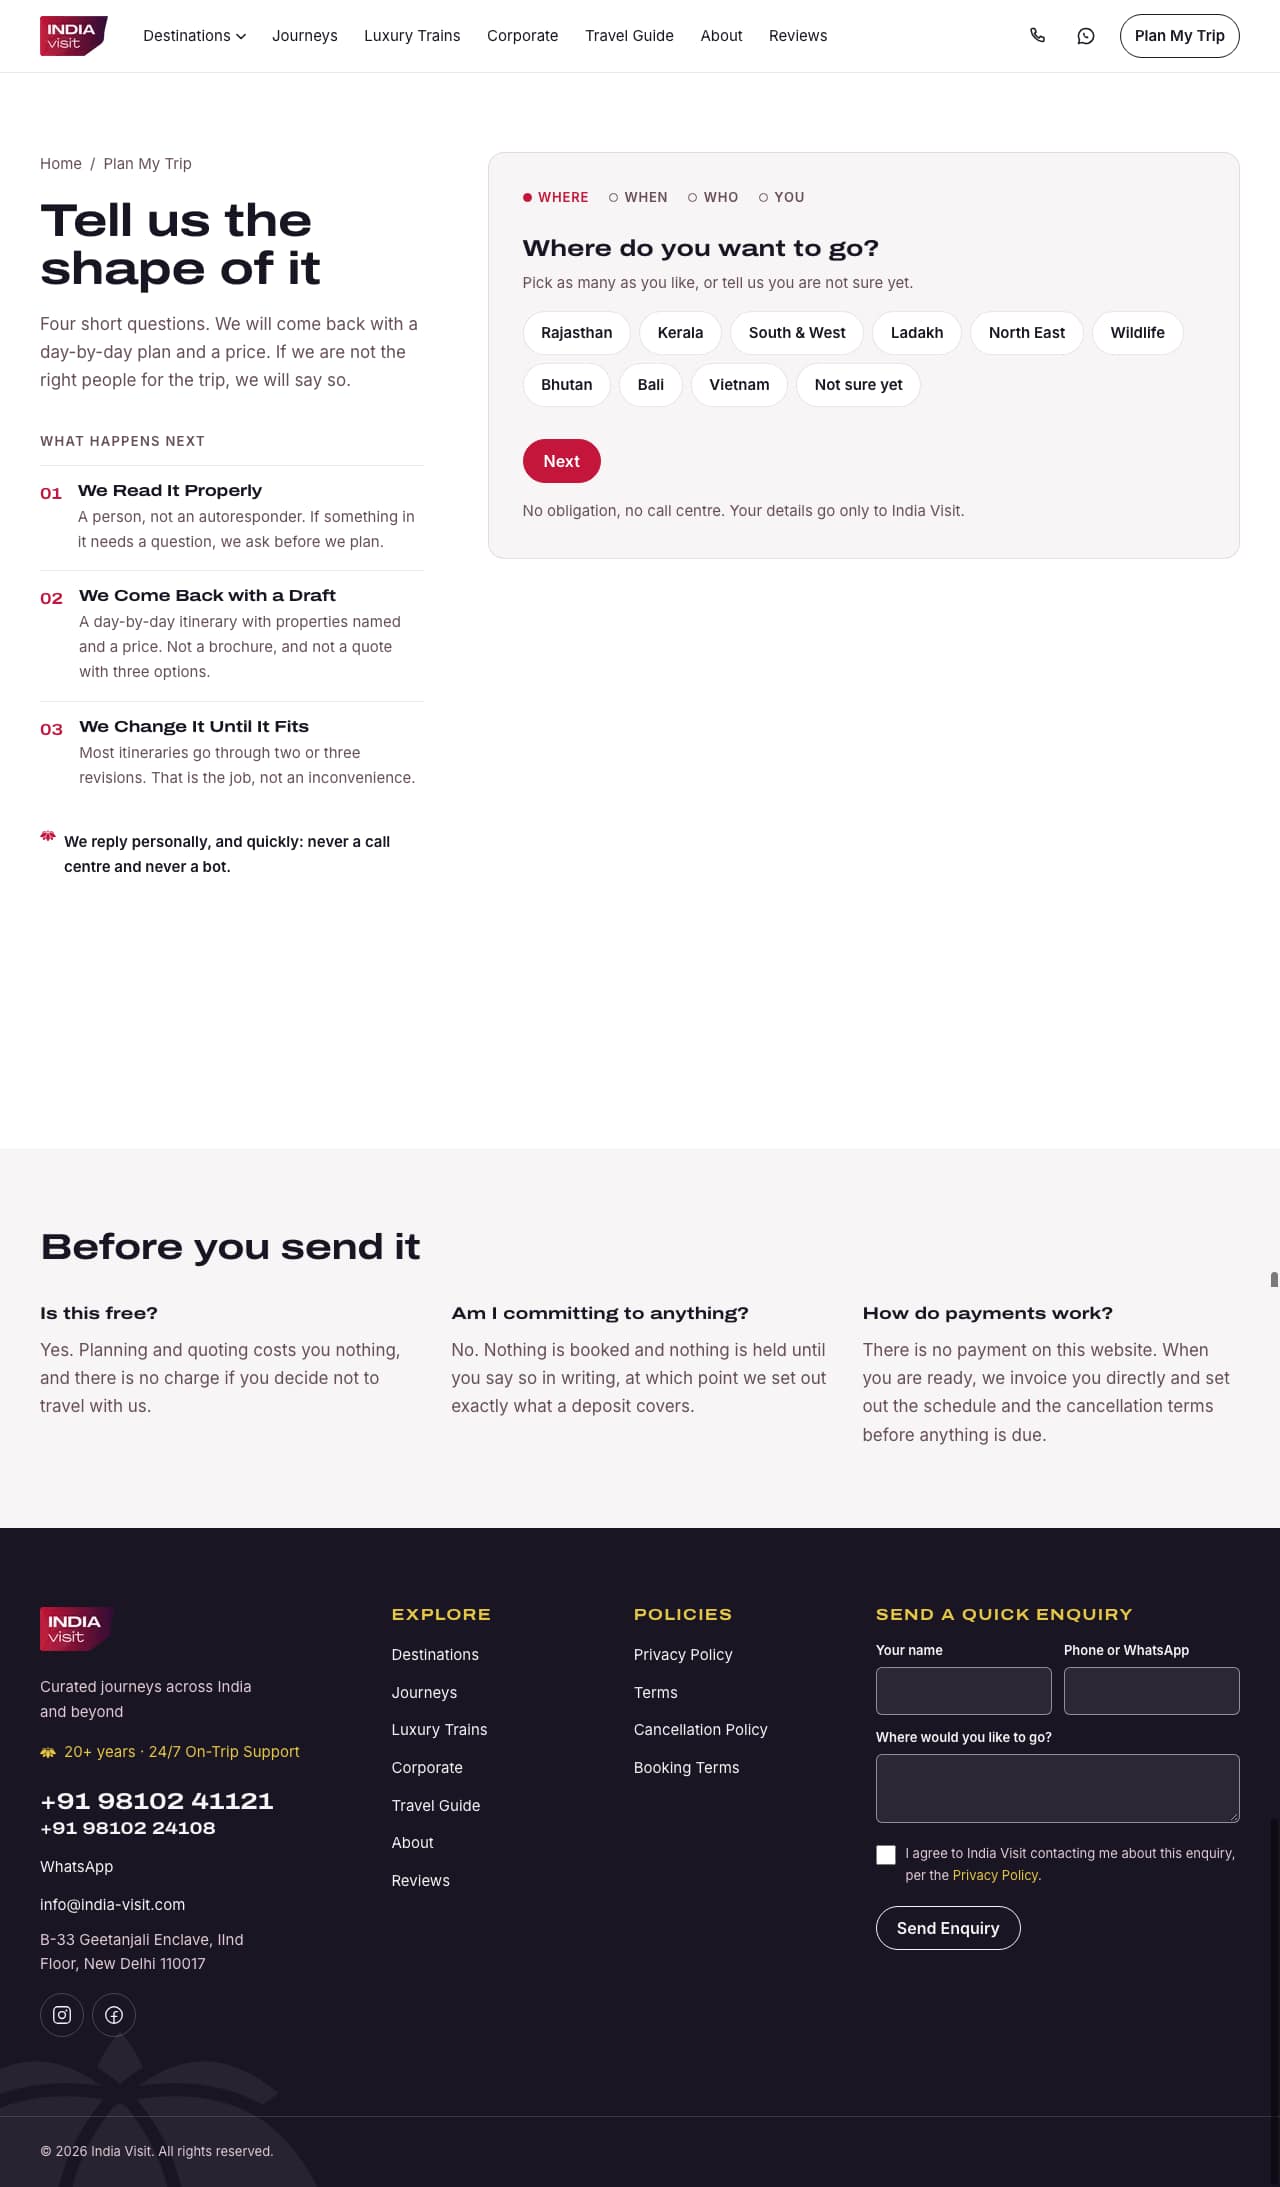 INDIA
visit
Destinations
Journeys
Luxury Trains
Corporate
Travel Guide
About
Reviews
Plan My Trip
Home / Plan My Trip
Tell us the
shape of it
Four short questions. We will come back with a
day-by-day plan and a price. If we are not the
right people for the trip, we will say so.
WHAT HAPPENS NEXT
01
We Read It Properly
A person, not an autoresponder. If something in
it needs a question, we ask before we plan.
02
We Come Back with a Draft
A day-by-day itinerary with properties named
and a price. Not a brochure, and not a quote
with three options.
03
We Change It Until It Fits
Most itineraries go through two or three
revisions. That is the job, not an inconvenience.
We reply personally, and quickly: never a call
centre and never a bot.
WHERE
WHEN
WHO
YOU
Where do you want to go?
Pick as many as you like, or tell us you are not sure yet.
Rajasthan
Kerala
South & West
Ladakh
North East
Wildlife
Bhutan
Bali
Vietnam
Not sure yet
Next
No obligation, no call centre. Your details go only to India Visit.
Before you send it
Is this free?
Yes. Planning and quoting costs you nothing,
and there is no charge if you decide not to
travel with us.
Am I committing to anything?
No. Nothing is booked and nothing is held until
you say so in writing, at which point we set out
exactly what a deposit covers.
How do payments work?
There is no payment on this website. When
you are ready, we invoice you directly and set
out the schedule and the cancellation terms
before anything is due.
INDIA
visit
Curated journeys across India
and beyond
20+ years · 24/7 On-Trip Support
+91 98102 41121
+91 98102 24108
WhatsApp
info@india-visit.com
B-33 Geetanjali Enclave, IInd
Floor, New Delhi 110017
EXPLORE
Destinations
Journeys
Luxury Trains
Corporate
Travel Guide
About
Reviews
POLICIES
Privacy Policy
Terms
Cancellation Policy
Booking Terms
SEND A QUICK ENQUIRY
Your name
Phone or WhatsApp
Where would you like to go?
I agree to India Visit contacting me about this enquiry,
per the Privacy Policy.
Send Enquiry
© 2026 India Visit. All rights reserved.